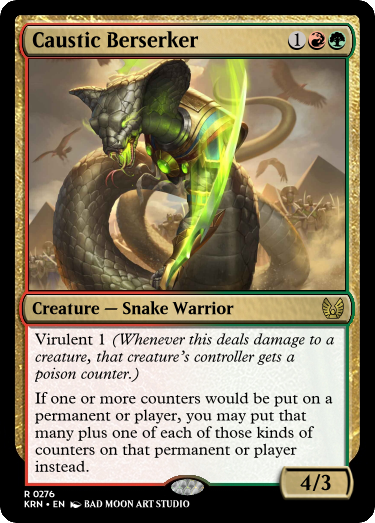 Caustic Berserker 1
Creature — Snake Warrior
Virulent 1 (Whenever this deals damage to a
creature, that creature's controller gets a
poison counter.)
If one or more counters would be put on a
permanent or player, you may put that
many plus one of each of those kinds of
counters on that permanent or player
instead.
4/3
R 0276
KRN • EN BAD MOON ART STUDIO